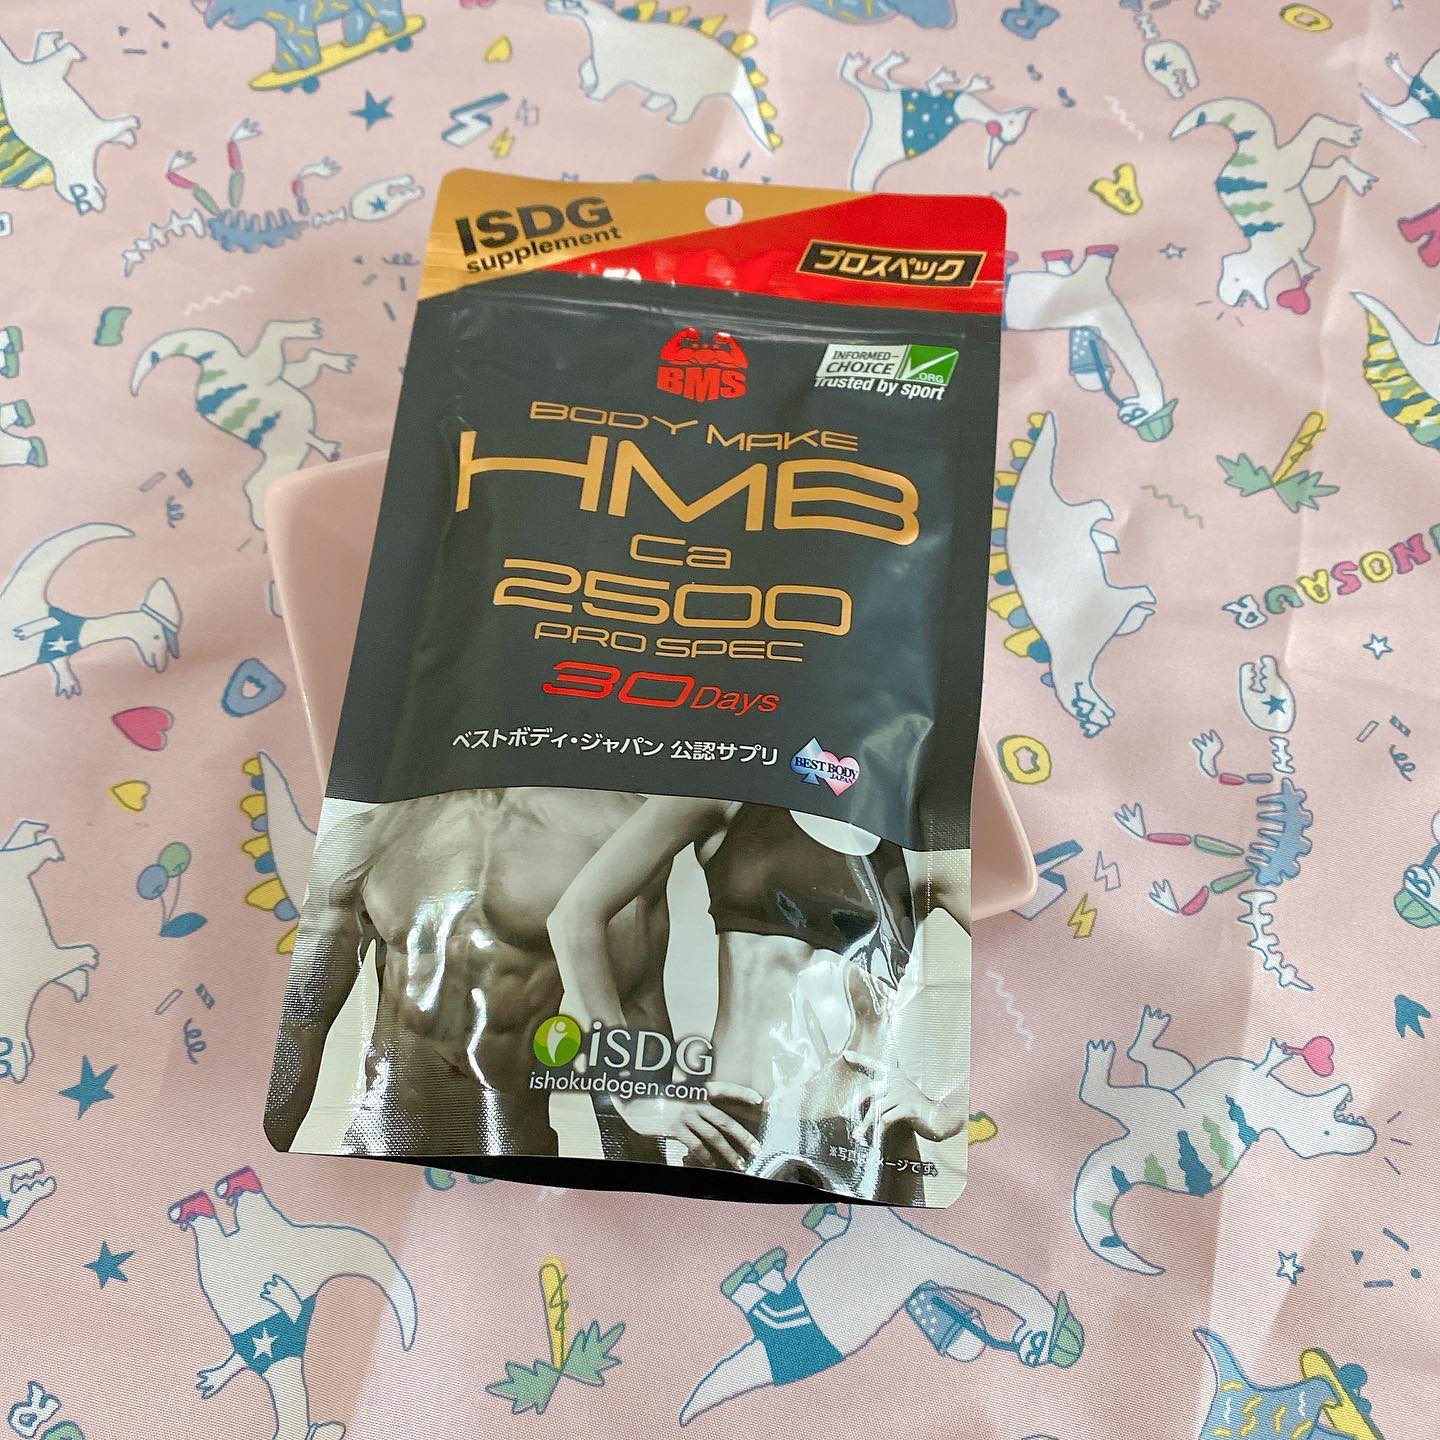 ISDG
supplement
プロスペック
BMS
INFORMED-
CHOICE
.ORG
Trusted by sport
BODY MAKE
HMB
Ca
2500
PRO SPEC
30Days
ベストボディ・ジャパン 公認サプリ
BEST BODY
JAPAN
iSDG
ishokudogen.com
DINOSAUR